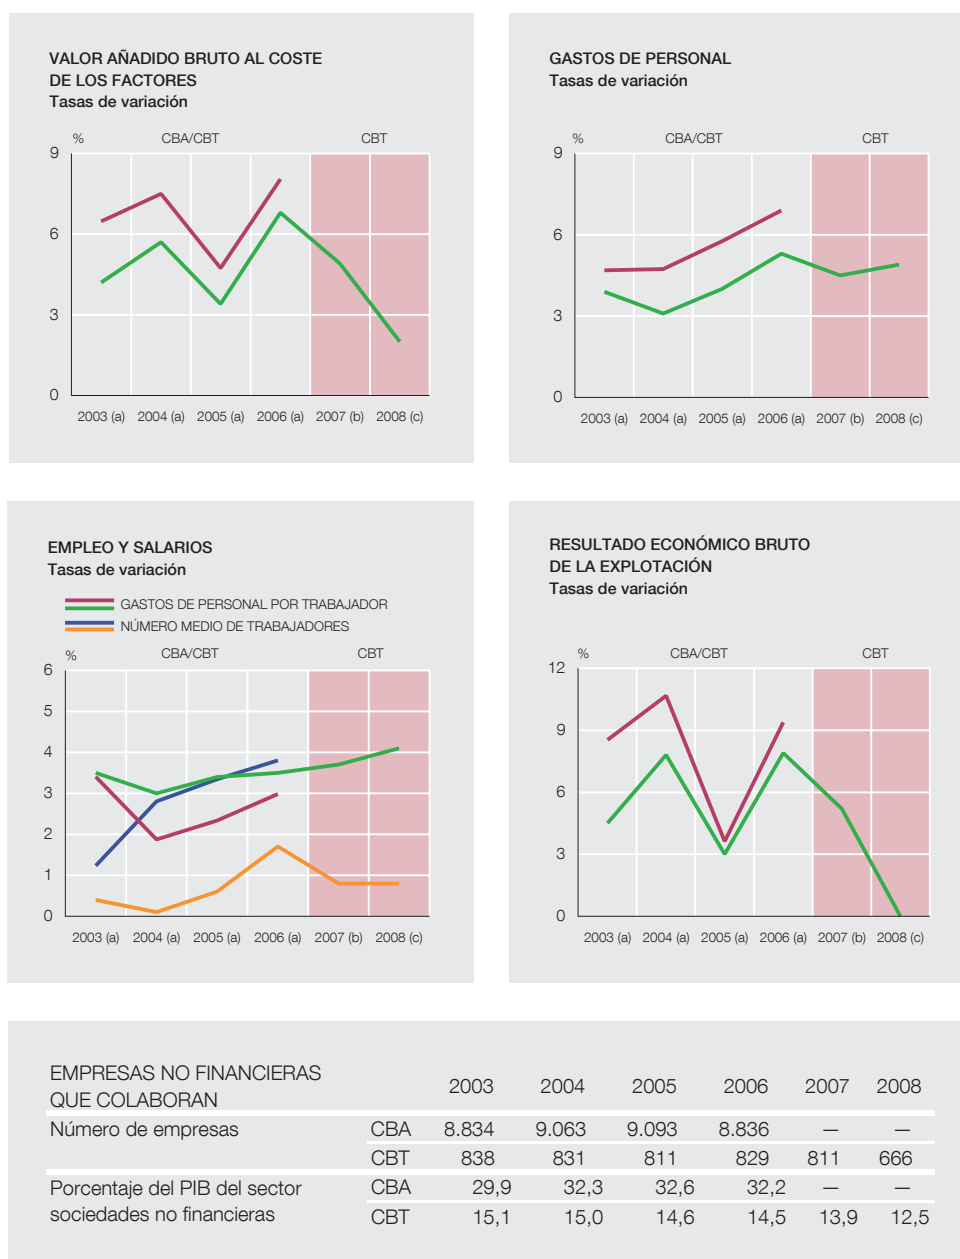 VALOR AÑADIDO BRUTO AL COSTE
DE LOS FACTORES
Tasas de variación
% CBA/CBT CBT
9
6
3
0
2003 (a) 2004 (a) 2005 (a) 2006 (a) 2007 (b) 2008 (c)
GASTOS DE PERSONAL
Tasas de variación
% CBA/CBT CBT
9
6
3
0
2003 (a) 2004 (a) 2005 (a) 2006 (a) 2007 (b) 2008 (c)
EMPLEO Y SALARIOS
Tasas de variación
GASTOS DE PERSONAL POR TRABAJADOR
NÚMERO MEDIO DE TRABAJADORES
% CBA/CBT CBT
6
5
4
3
2
1
0
2003 (a) 2004 (a) 2005 (a) 2006 (a) 2007 (b) 2008 (c)
RESULTADO ECONÓMICO BRUTO
DE LA EXPLOTACIÓN
Tasas de variación
% CBA/CBT CBT
12
9
6
3
0
2003 (a) 2004 (a) 2005 (a) 2006 (a) 2007 (b) 2008 (c)
EMPRESAS NO FINANCIERAS
QUE COLABORAN
2003 2004 2005 2006 2007 2008
Número de empresas CBA 8.834 9.063 9.093 8.836 — —
CBT 838 831 811 829 811 666
Porcentaje del PIB del sector CBA 29,9 32,3 32,6 32,2 — —
sociedades no financieras CBT 15,1 15,0 14,6 14,5 13,9 12,5